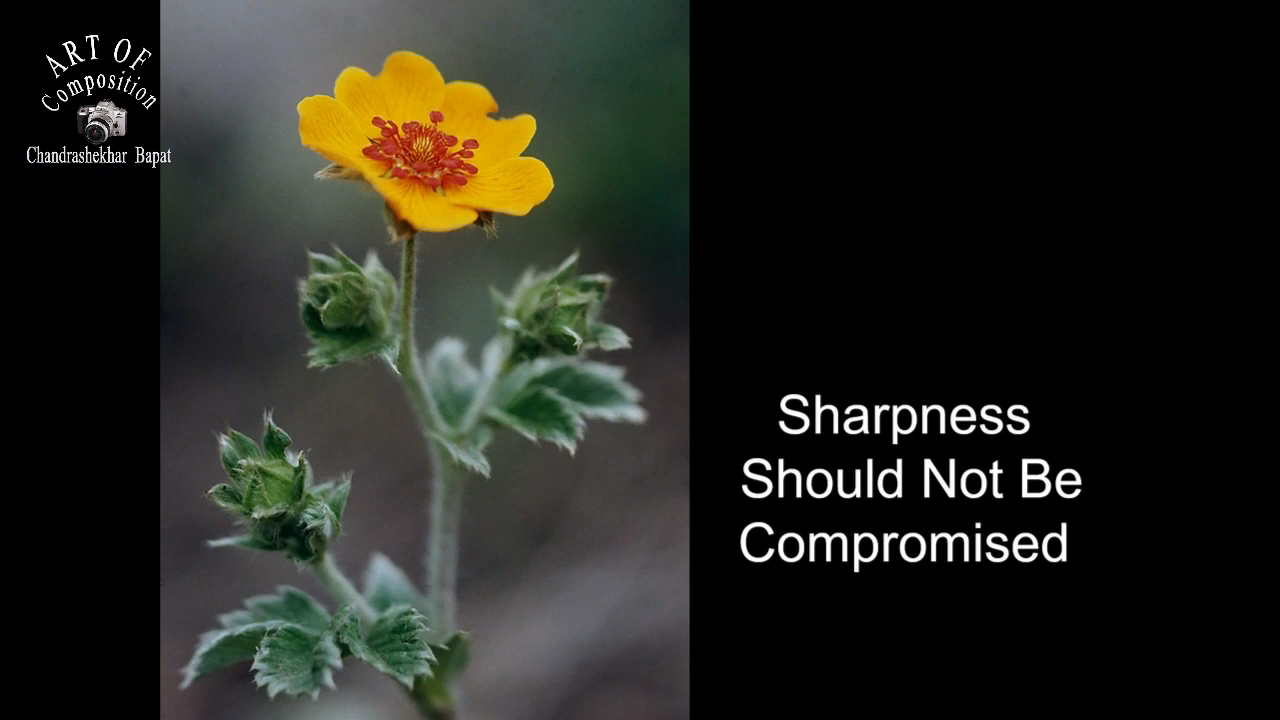 ART OF
Composition
Chandrashekhar Bapat
Sharpness
Should Not Be
Compromised